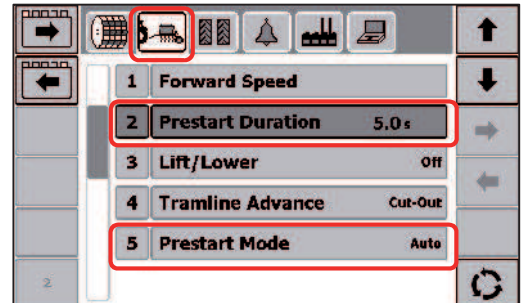 1 Forward Speed
2 Prestart Duration 5.0 s
3 Lift/Lower Off
4 Tramline Advance Cut-Out
5 Prestart Mode Auto
2